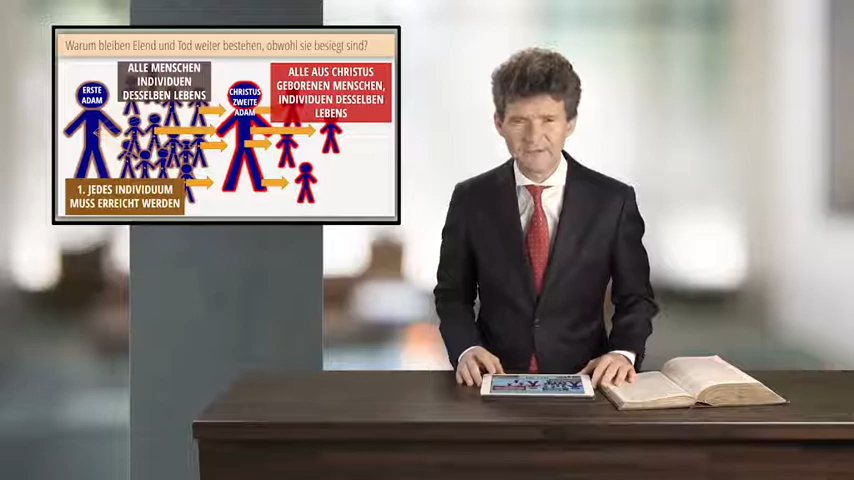 Warum bleiben Elend und Tod weiter bestehen, obwohl sie besiegt sind?
ERSTE
ADAM
ALLE MENSCHEN
INDIVIDUEN
DESSELBEN LEBENS
CHRISTUS
ZWEITE
ADAM
ALLE AUS CHRISTUS
GEBORENEN MENSCHEN,
INDIVIDUEN DESSELBEN
LEBENS
1. JEDES INDIVIDUUM
MUSS ERREICHT WERDEN